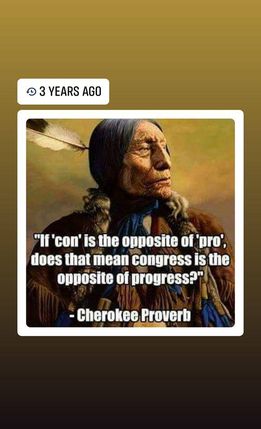 3 YEARS AGO
"If 'con' is the opposite of 'pro',
does that mean congress is the
opposite of progress?"
- Cherokee Proverb